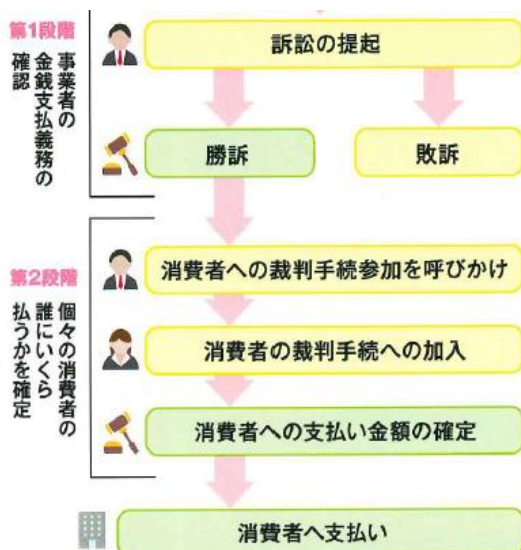 第1段階
事業者の
金銭支払義務の
確認
訴訟の提起
勝訴
敗訴
第2段階
個々の消費者の
誰にいくら
払うかを確定
消費者への裁判手続参加を呼びかけ
消費者の裁判手続への加入
消費者への支払い金額の確定
消費者へ支払い